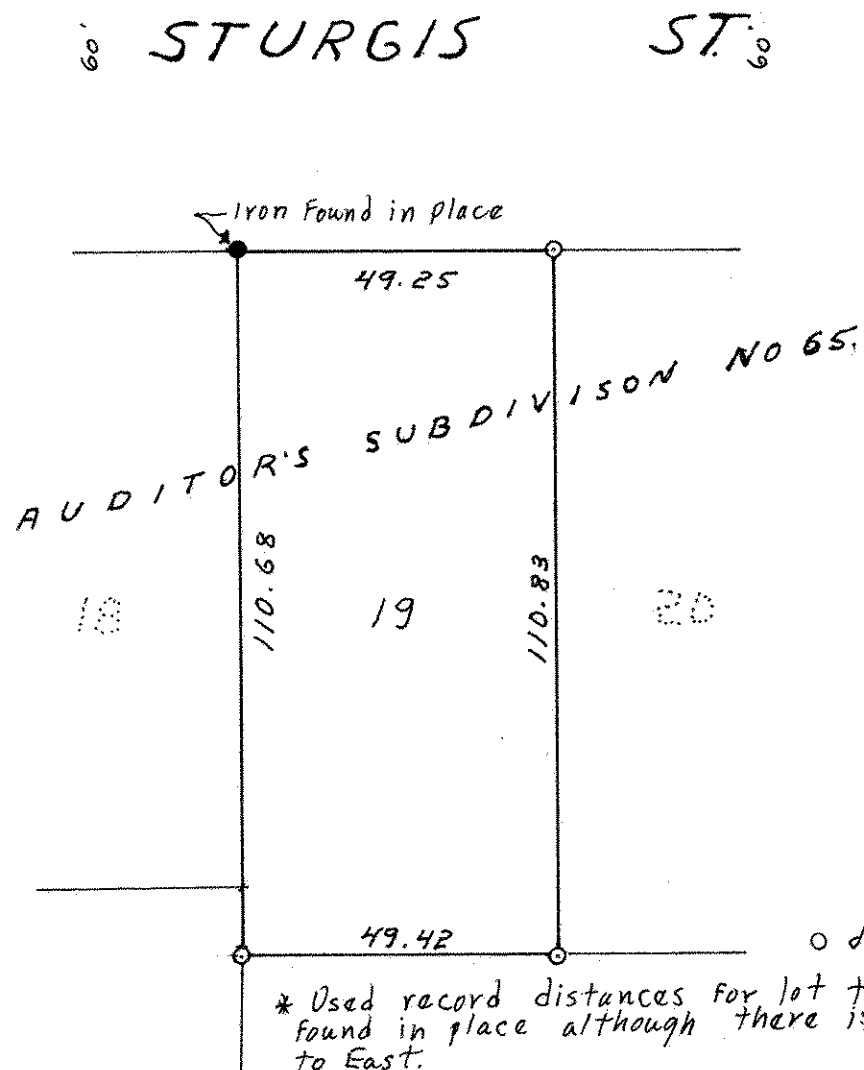 60' STURGIS ST. 60'
Iron Found in place
*
49.25
AUDITOR'S SUBDIVISON NO 65.
110.68
110.83
18 19 20
49.42
o d
* Used record distances for lot t
found in place although there is
to East.